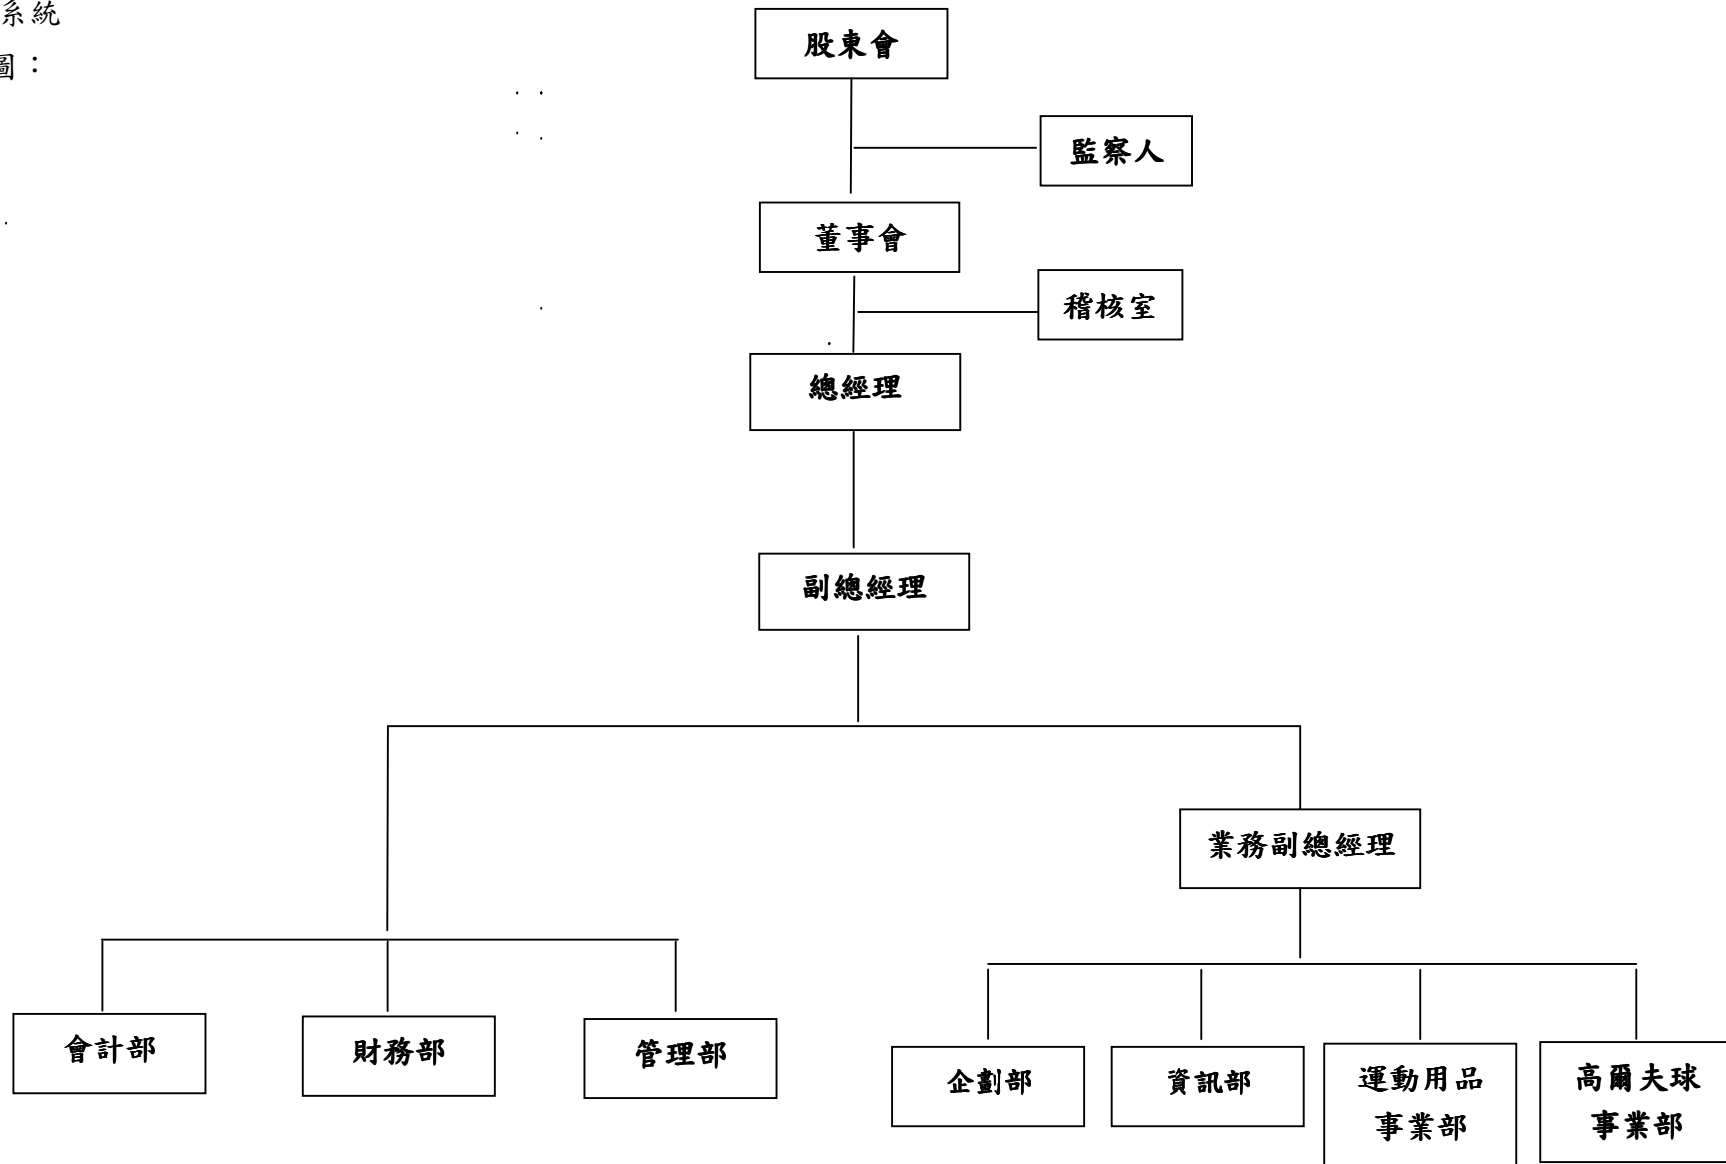 系統
圖：
股東會
監察人
董事會
稽核室
總經理
副總經理
業務副總經理
會計部
財務部
管理部
企劃部
資訊部
運動用品
事業部
高爾夫球
事業部